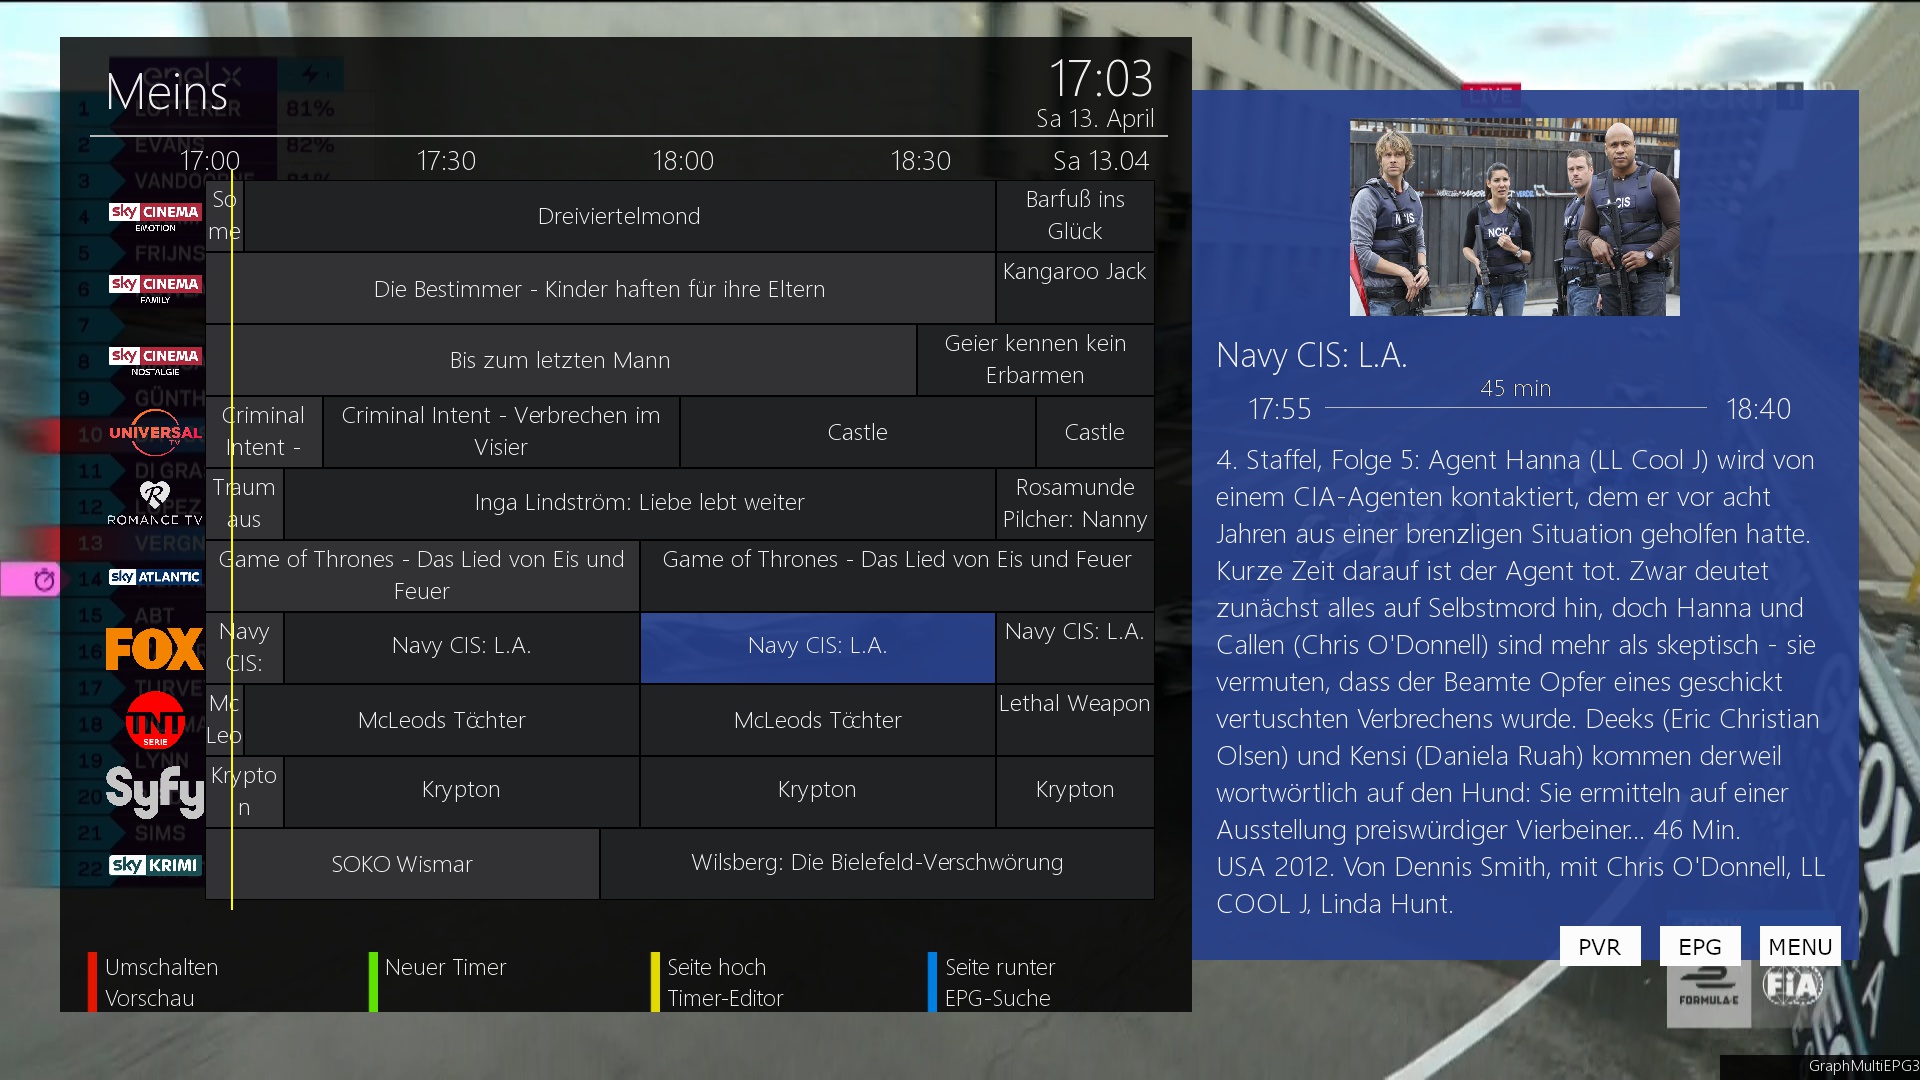 Meins
17:03
Sa 13. April
17:00 17:30 18:00 18:30 Sa 13.04
sky CINEMA
EMOTION
So
me
Dreiviertelmond
Barfuß ins
Glück
sky CINEMA
FAMILY
Die Bestimmer - Kinder haften für ihre Eltern
Kangaroo Jack
sky CINEMA
NOSTALGIE
Bis zum letzten Mann
Geier kennen kein
Erbarmen
UNIVERSAL
TV
Criminal
Intent -
Criminal Intent - Verbrechen im
Visier
Castle
Castle
R
ROMANCE TV
Traum
aus
Inga Lindström: Liebe lebt weiter
Rosamunde
Pilcher: Nanny
sky ATLANTIC
Game of Thrones - Das Lied von Eis und
Feuer
Game of Thrones - Das Lied von Eis und Feuer
FOX
Navy
CIS:
Navy CIS: L.A.
Navy CIS: L.A.
Navy CIS: L.A.
TNT
SERIE
Mc
Leo
McLeods Töchter
McLeods Töchter
Lethal Weapon
Syfy
Krypto
n
Krypton
Krypton
Krypton
sky KRIMI
SOKO Wismar
Wilsberg: Die Bielefeld-Verschwörung
Umschalten
Vorschau
Neuer Timer
Seite hoch
Timer-Editor
Seite runter
EPG-Suche
LIVE
NCIS
NCIS
Navy CIS: L.A.
45 min
17:55 18:40
4. Staffel, Folge 5: Agent Hanna (LL Cool J) wird von
einem CIA-Agenten kontaktiert, dem er vor acht
Jahren aus einer brenzligen Situation geholfen hatte.
Kurze Zeit darauf ist der Agent tot. Zwar deutet
zunächst alles auf Selbstmord hin, doch Hanna und
Callen (Chris O'Donnell) sind mehr als skeptisch - sie
vermuten, dass der Beamte Opfer eines geschickt
vertuschten Verbrechens wurde. Deeks (Eric Christian
Olsen) und Kensi (Daniela Ruah) kommen derweil
wortwörtlich auf den Hund: Sie ermitteln auf einer
Ausstellung preiswürdiger Vierbeiner... 46 Min.
USA 2012. Von Dennis Smith, mit Chris O'Donnell, LL
COOL J, Linda Hunt.
PVR EPG MENU
FORMULA-E
FIA
GraphMultiEPG3